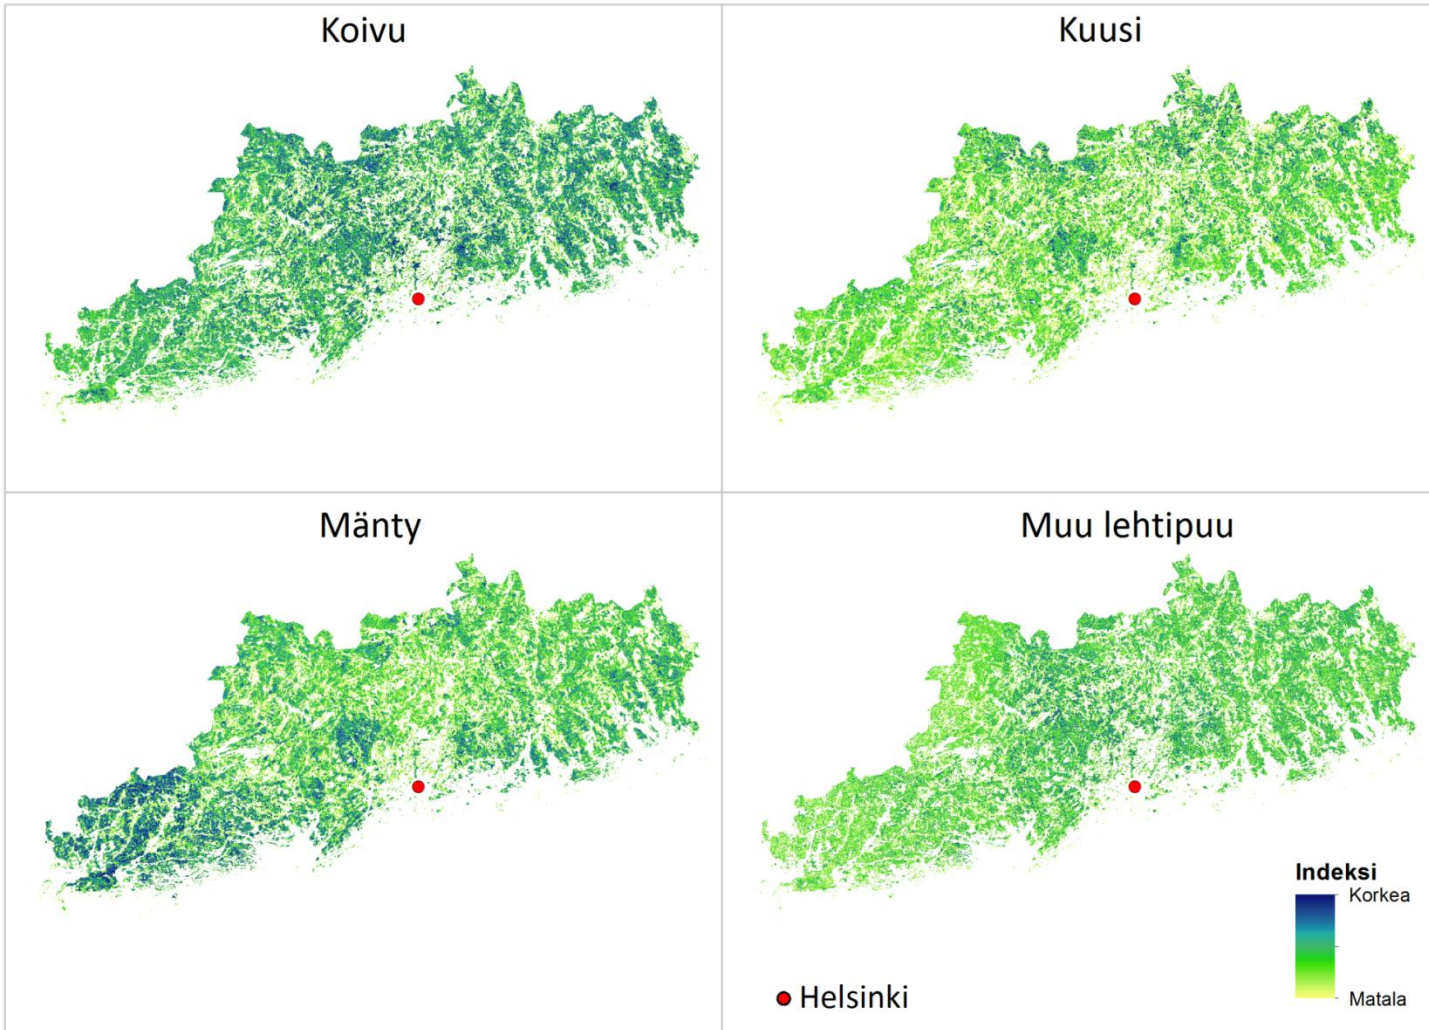 Koivu
Kuusi
Mänty
Muu lehtipuu
Indeksi
Korkea
Matala
Helsinki